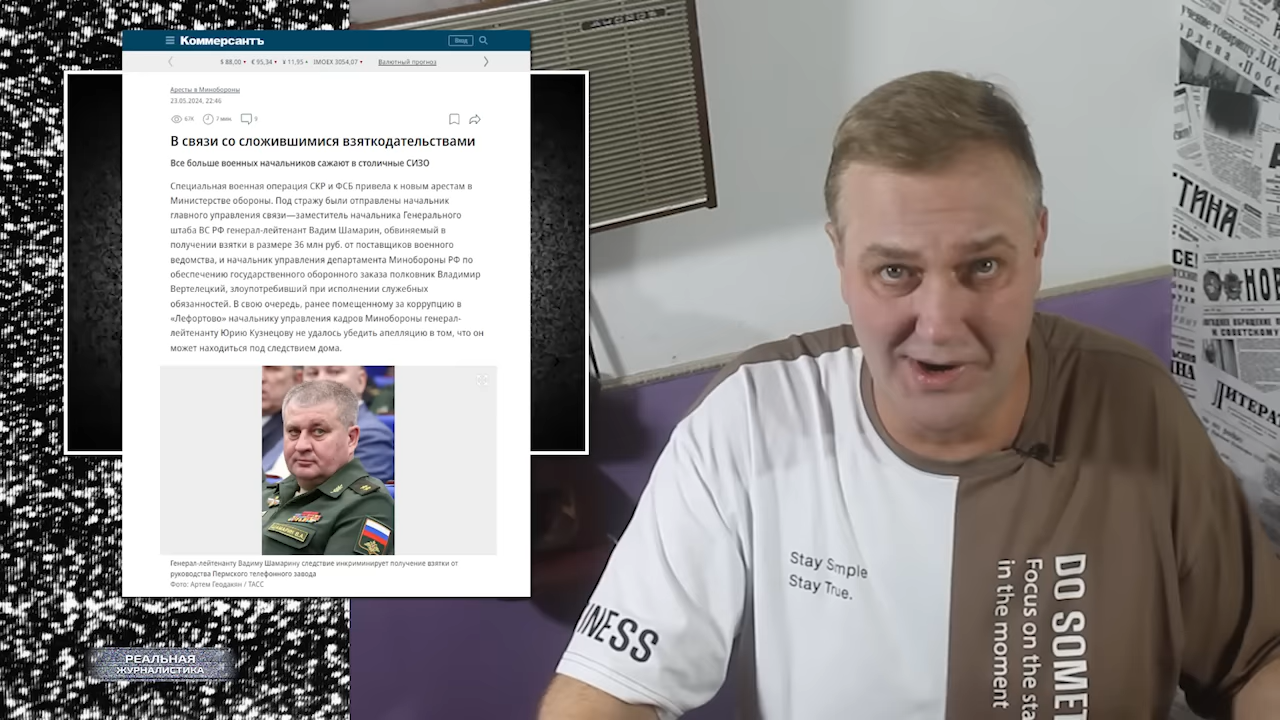 Коммерсантъ
Вход
$ 88,00 • € 95,34 • ¥ 11,95 • IMOEX 3054,07 •
Валютный прогноз
Аресты в Минобороны
23.05.2024, 22:46
67K
7 мин.
9
В связи со сложившимися взяткодательствами
Все больше военных начальников сажают в столичные СИЗО
Специальная военная операция СКР и ФСБ привела к новым арестам в
Министерстве обороны. Под стражу были отправлены начальник
главного управления связи—заместитель начальника Генерального
штаба ВС РФ генерал-лейтенант Вадим Шамарин, обвиняемый в
получении взятки в размере 36 млн руб. от поставщиков военного
ведомства, и начальник управления департамента Минобороны РФ по
обеспечению государственного оборонного заказа полковник Владимир
Вертелецкий, злоупотребивший при исполнении служебных
обязанностей. В свою очередь, ранее помещенному за коррупцию в
«Лефортово» начальнику управления кадров Минобороны генерал-
лейтенанту Юрию Кузнецову не удалось убедить апелляцию в том, что он
может находиться под следствием дома.
Генерал-лейтенанту Вадиму Шамарину следствие инкриминирует получение взятки от
руководства Пермского телефонного завода
Фото: Артем Геодакян / ТАСС
РЕАЛЬНАЯ
ЖУРНАЛИСТИКА
Stay Simple
Stay True.
INESS
DO SOMET
Focus on the sta
in the moment
ТИНА
НОВ
ЛИТЕРА
К СОВЕТСКОМУ